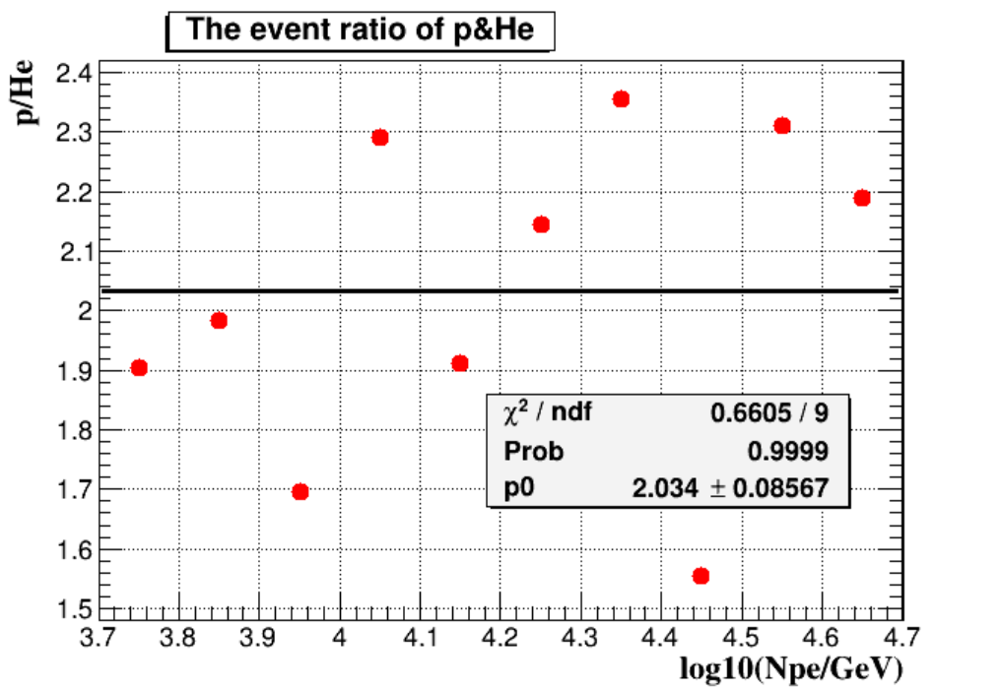 The event ratio of p&He
p/He
2.4
2.3
2.2
2.1
2
1.9
1.8
1.7
1.6
1.5
χ² / ndf 0.6605 / 9
Prob 0.9999
p0 2.034 ± 0.08567
3.7 3.8 3.9 4 4.1 4.2 4.3 4.4 4.5 4.6 4.7
log10(Npe/GeV)